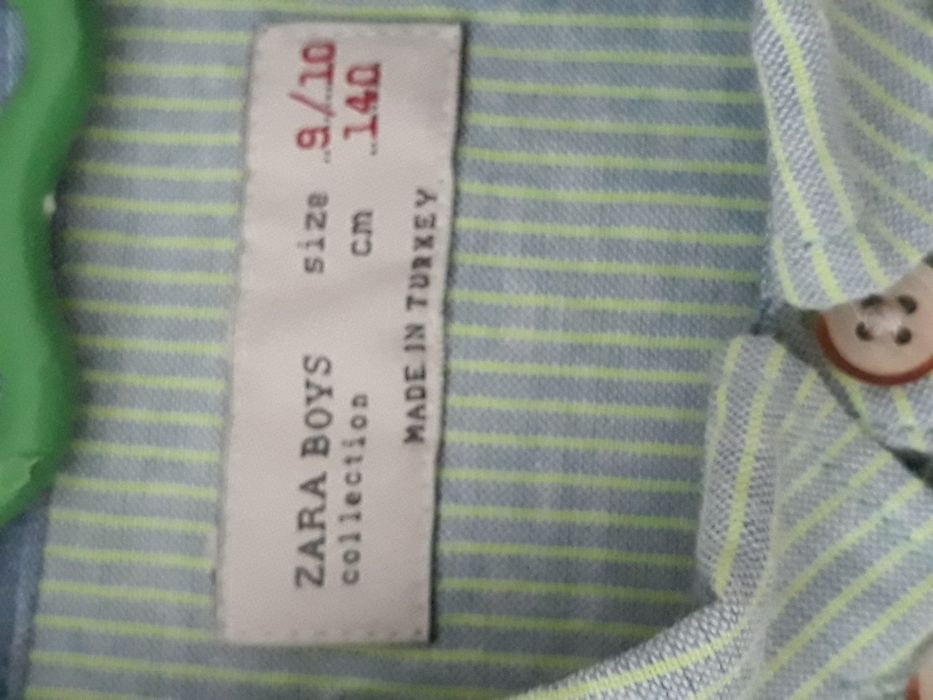 ZARA BOYS size 9/10
collection cm 140
MADE IN TURKEY